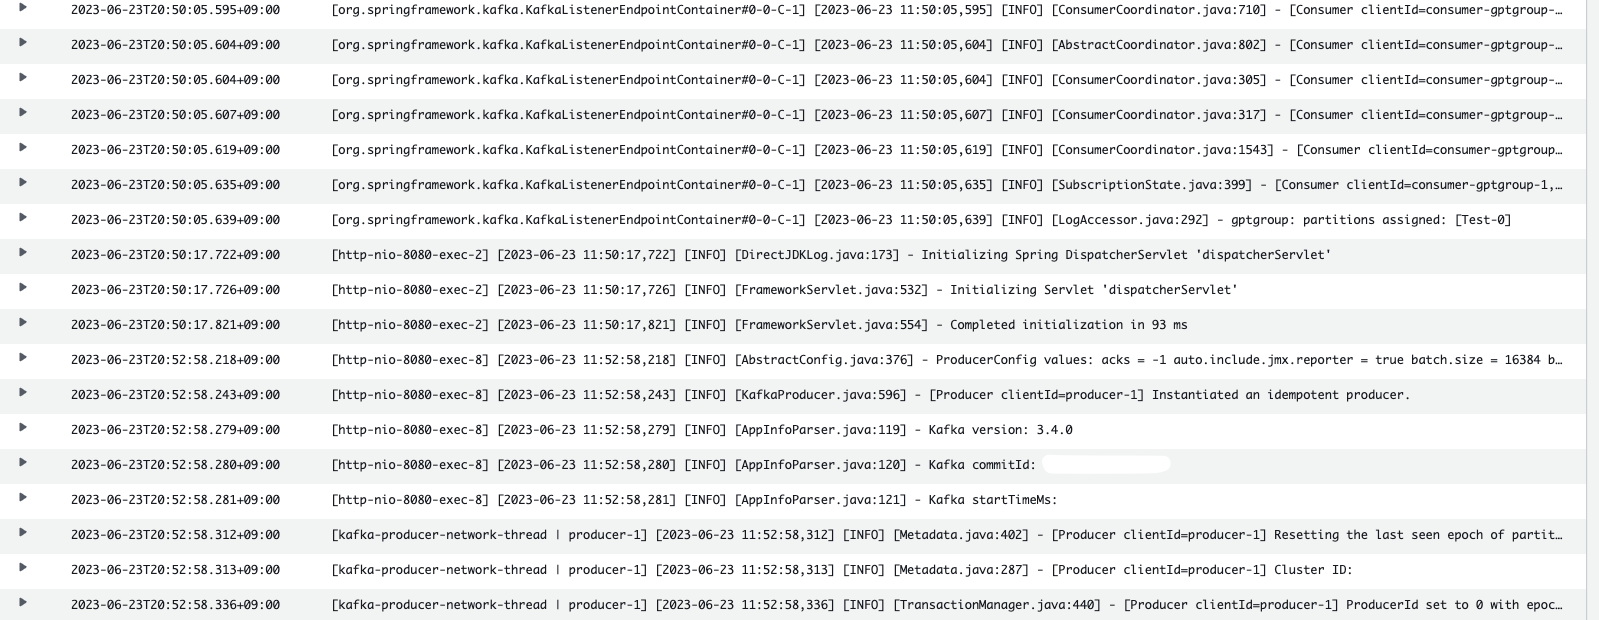 2023-06-23T20:50:05.595+09:00 [org.springframework.kafka.KafkaListenerEndpointContainer#0-0-C-1] [2023-06-23 11:50:05,595] [INFO] [ConsumerCoordinator.java:710] - [Consumer clientId=consumer-gptgroup-…
2023-06-23T20:50:05.604+09:00 [org.springframework.kafka.KafkaListenerEndpointContainer#0-0-C-1] [2023-06-23 11:50:05,604] [INFO] [AbstractCoordinator.java:802] - [Consumer clientId=consumer-gptgroup-…
2023-06-23T20:50:05.604+09:00 [org.springframework.kafka.KafkaListenerEndpointContainer#0-0-C-1] [2023-06-23 11:50:05,604] [INFO] [ConsumerCoordinator.java:305] - [Consumer clientId=consumer-gptgroup-…
2023-06-23T20:50:05.607+09:00 [org.springframework.kafka.KafkaListenerEndpointContainer#0-0-C-1] [2023-06-23 11:50:05,607] [INFO] [ConsumerCoordinator.java:317] - [Consumer clientId=consumer-gptgroup-…
2023-06-23T20:50:05.619+09:00 [org.springframework.kafka.KafkaListenerEndpointContainer#0-0-C-1] [2023-06-23 11:50:05,619] [INFO] [ConsumerCoordinator.java:1543] - [Consumer clientId=consumer-gptgroup…
2023-06-23T20:50:05.635+09:00 [org.springframework.kafka.KafkaListenerEndpointContainer#0-0-C-1] [2023-06-23 11:50:05,635] [INFO] [SubscriptionState.java:399] - [Consumer clientId=consumer-gptgroup-1,…
2023-06-23T20:50:05.639+09:00 [org.springframework.kafka.KafkaListenerEndpointContainer#0-0-C-1] [2023-06-23 11:50:05,639] [INFO] [LogAccessor.java:292] - gptgroup: partitions assigned: [Test-0]
2023-06-23T20:50:17.722+09:00 [http-nio-8080-exec-2] [2023-06-23 11:50:17,722] [INFO] [DirectJDKLog.java:173] - Initializing Spring DispatcherServlet 'dispatcherServlet'
2023-06-23T20:50:17.726+09:00 [http-nio-8080-exec-2] [2023-06-23 11:50:17,726] [INFO] [FrameworkServlet.java:532] - Initializing Servlet 'dispatcherServlet'
2023-06-23T20:50:17.821+09:00 [http-nio-8080-exec-2] [2023-06-23 11:50:17,821] [INFO] [FrameworkServlet.java:554] - Completed initialization in 93 ms
2023-06-23T20:52:58.218+09:00 [http-nio-8080-exec-8] [2023-06-23 11:52:58,218] [INFO] [AbstractConfig.java:376] - ProducerConfig values: acks = -1 auto.include.jmx.reporter = true batch.size = 16384 b…
2023-06-23T20:52:58.243+09:00 [http-nio-8080-exec-8] [2023-06-23 11:52:58,243] [INFO] [KafkaProducer.java:596] - [Producer clientId=producer-1] Instantiated an idempotent producer.
2023-06-23T20:52:58.279+09:00 [http-nio-8080-exec-8] [2023-06-23 11:52:58,279] [INFO] [AppInfoParser.java:119] - Kafka version: 3.4.0
2023-06-23T20:52:58.280+09:00 [http-nio-8080-exec-8] [2023-06-23 11:52:58,280] [INFO] [AppInfoParser.java:120] - Kafka commitId:
2023-06-23T20:52:58.281+09:00 [http-nio-8080-exec-8] [2023-06-23 11:52:58,281] [INFO] [AppInfoParser.java:121] - Kafka startTimeMs:
2023-06-23T20:52:58.312+09:00 [kafka-producer-network-thread | producer-1] [2023-06-23 11:52:58,312] [INFO] [Metadata.java:402] - [Producer clientId=producer-1] Resetting the last seen epoch of partit…
2023-06-23T20:52:58.313+09:00 [kafka-producer-network-thread | producer-1] [2023-06-23 11:52:58,313] [INFO] [Metadata.java:287] - [Producer clientId=producer-1] Cluster ID:
2023-06-23T20:52:58.336+09:00 [kafka-producer-network-thread | producer-1] [2023-06-23 11:52:58,336] [INFO] [TransactionManager.java:440] - [Producer clientId=producer-1] ProducerId set to 0 with epoc…